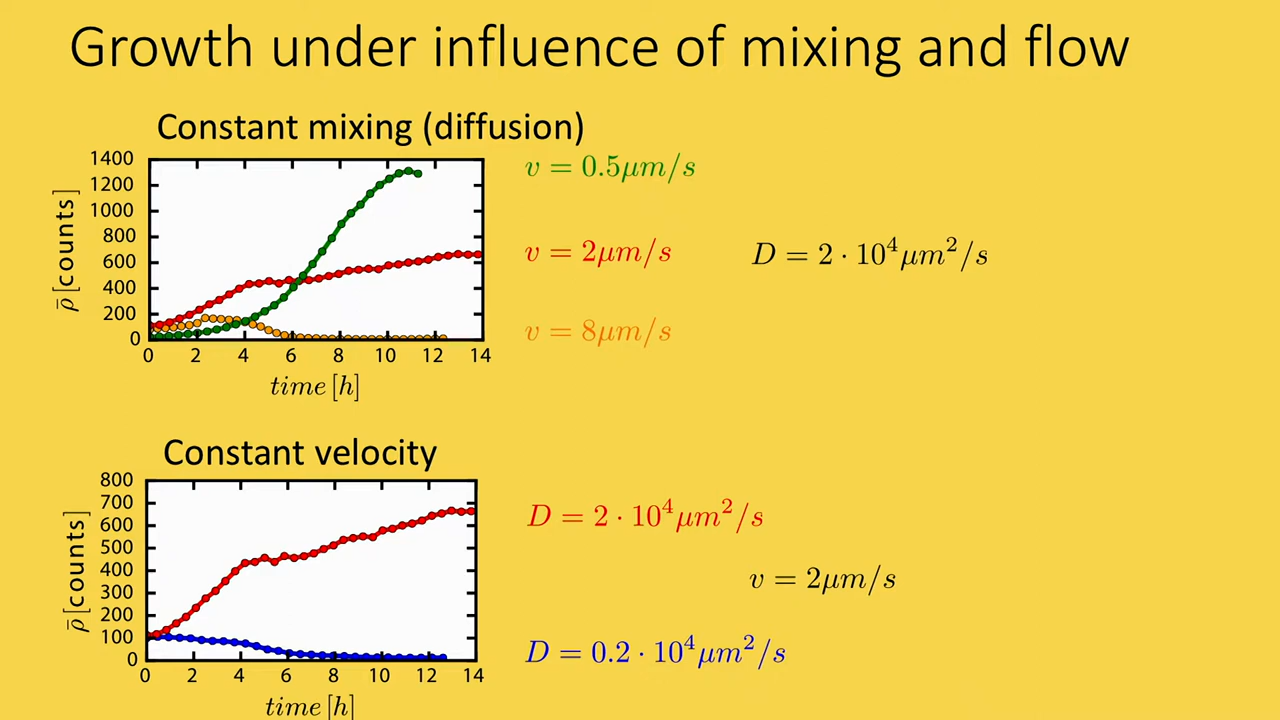 Growth under influence of mixing and flow
Constant mixing (diffusion)
1400
1200
1000
800
600
400
200
0
ρ̄ [counts]
0 2 4 6 8 10 12 14
time [h]
v = 0.5μm/s
v = 2μm/s
D = 2 · 10⁴μm²/s
v = 8μm/s
Constant velocity
800
700
600
500
400
300
200
100
0
ρ̄ [counts]
0 2 4 6 8 10 12 14
time [h]
D = 2 · 10⁴μm²/s
v = 2μm/s
D = 0.2 · 10⁴μm²/s